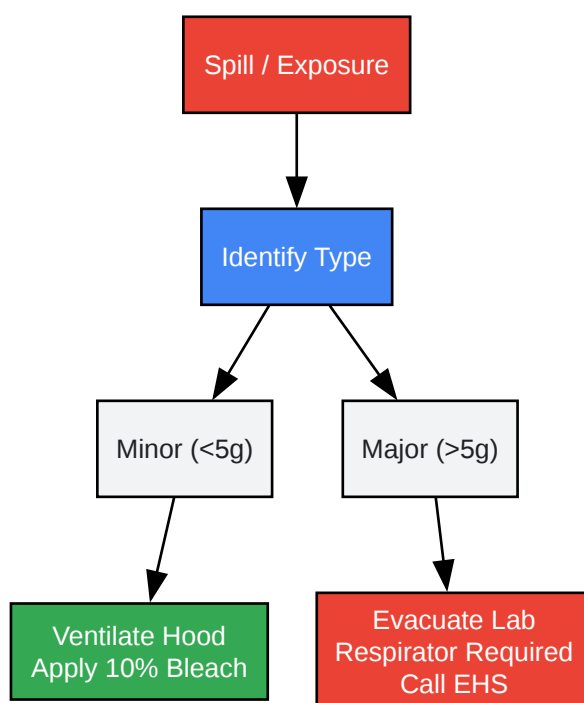 Spill / Exposure
Identify Type
Minor (<5g)
Major (>5g)
Ventilate Hood
Apply 10% Bleach
Evacuate Lab
Respirator Required
Call EHS